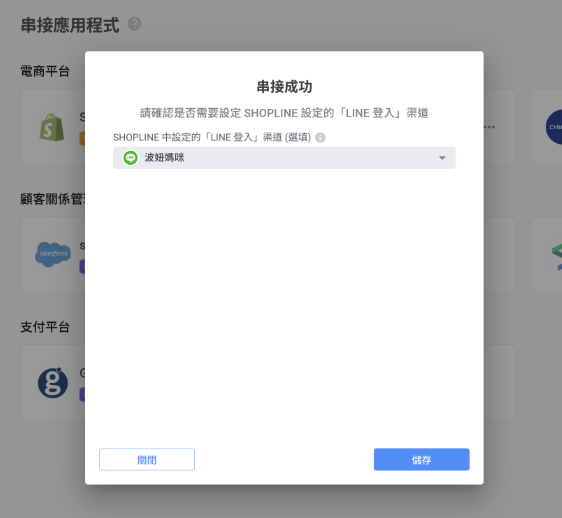 串接應用程式
電商平台
串接成功
請確認是否需要設定 SHOPLINE 設定的「LINE 登入」渠道
SHOPLINE 中設定的「LINE 登入」渠道 (選填)
波妞媽咪
顧客關係管
salesforce
支付平台
關閉
儲存